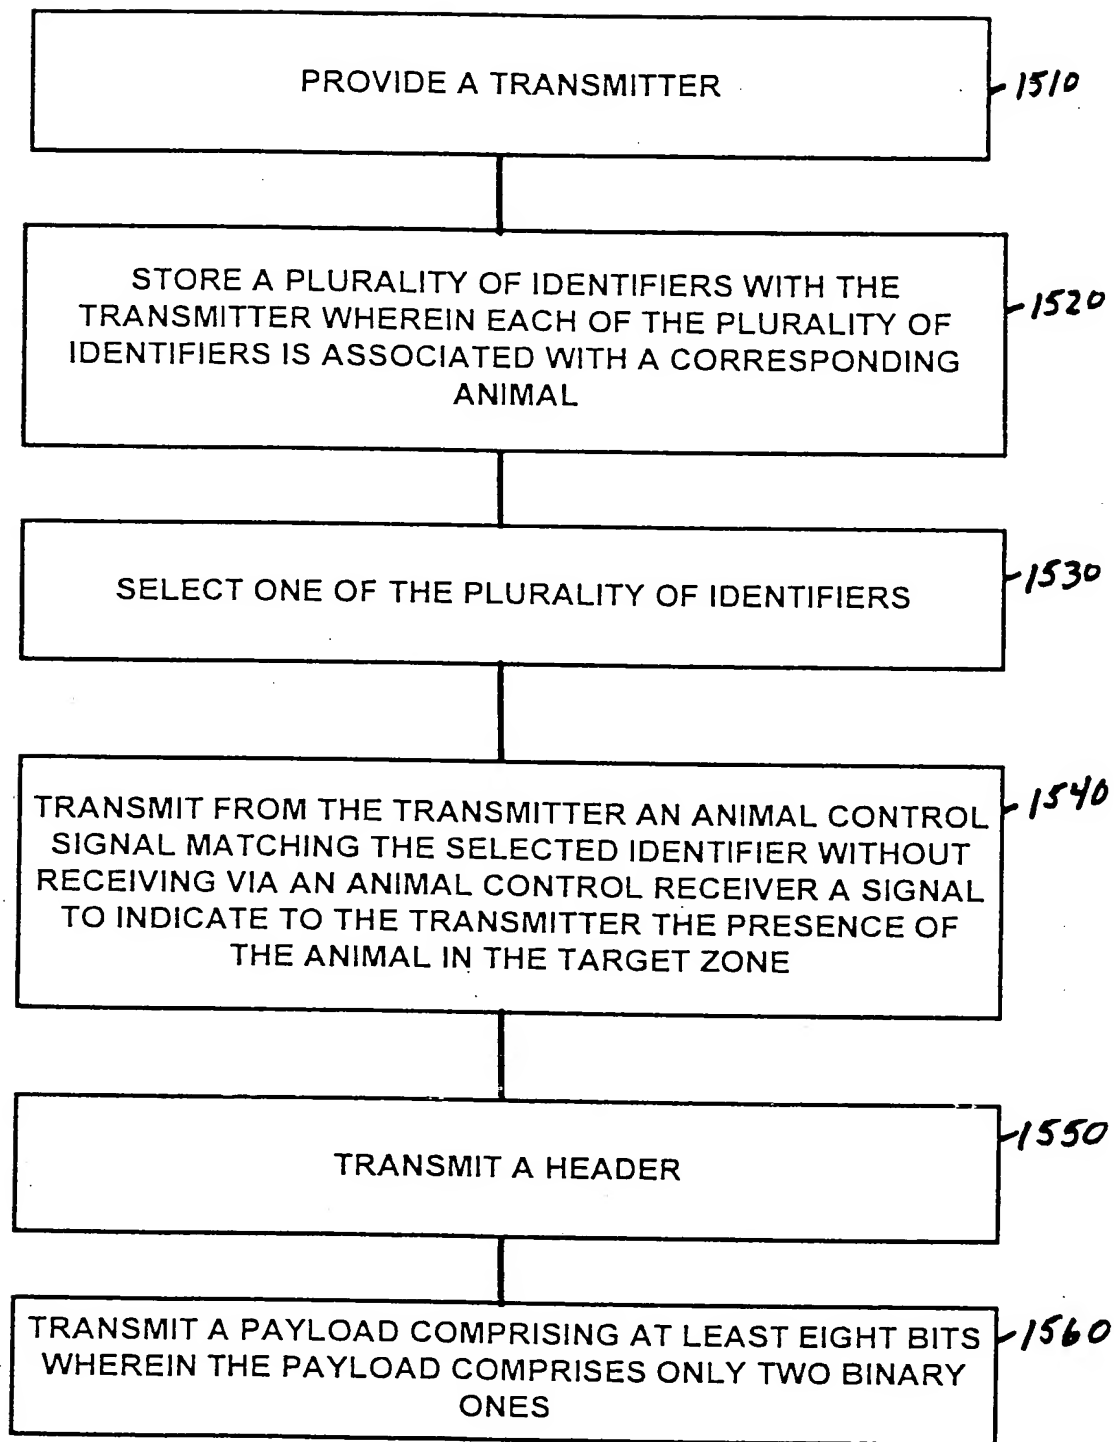 PROVIDE A TRANSMITTER
1510
STORE A PLURALITY OF IDENTIFIERS WITH THE
TRANSMITTER WHEREIN EACH OF THE PLURALITY OF
IDENTIFIERS IS ASSOCIATED WITH A CORRESPONDING
ANIMAL
1520
SELECT ONE OF THE PLURALITY OF IDENTIFIERS
1530
TRANSMIT FROM THE TRANSMITTER AN ANIMAL CONTROL
SIGNAL MATCHING THE SELECTED IDENTIFIER WITHOUT
RECEIVING VIA AN ANIMAL CONTROL RECEIVER A SIGNAL
TO INDICATE TO THE TRANSMITTER THE PRESENCE OF
THE ANIMAL IN THE TARGET ZONE
1540
TRANSMIT A HEADER
1550
TRANSMIT A PAYLOAD COMPRISING AT LEAST EIGHT BITS
WHEREIN THE PAYLOAD COMPRISES ONLY TWO BINARY
ONES
1560